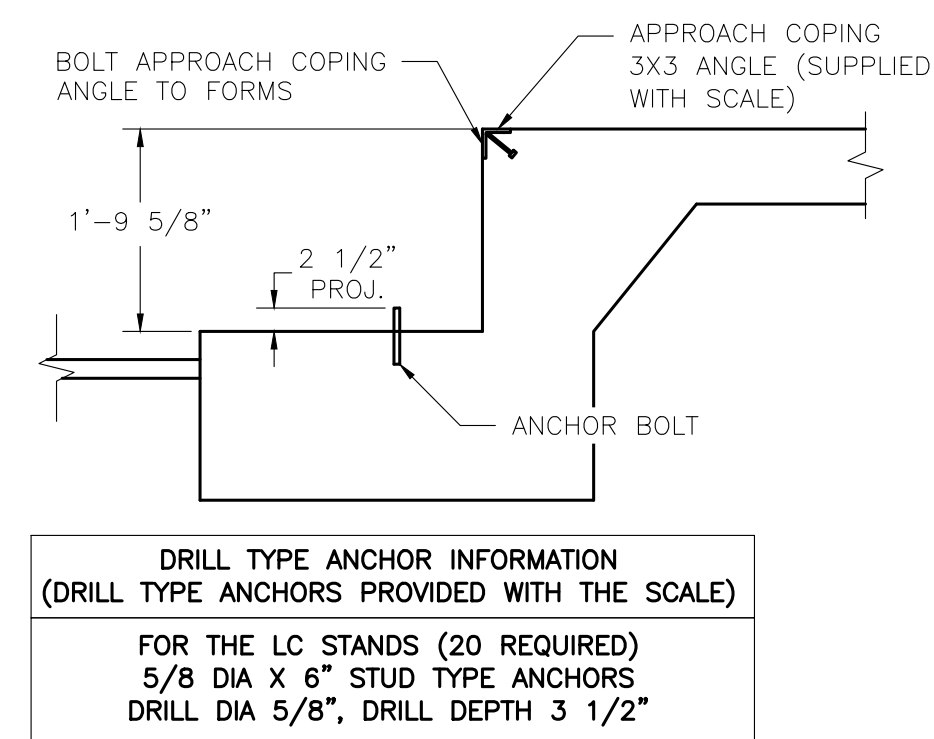 BOLT APPROACH COPING
ANGLE TO FORMS
APPROACH COPING
3X3 ANGLE (SUPPLIED
WITH SCALE)
1'-9 5/8"
2 1/2"
PROJ.
ANCHOR BOLT
DRILL TYPE ANCHOR INFORMATION
(DRILL TYPE ANCHORS PROVIDED WITH THE SCALE)
FOR THE LC STANDS (20 REQUIRED)
5/8 DIA X 6" STUD TYPE ANCHORS
DRILL DIA 5/8", DRILL DEPTH 3 1/2"